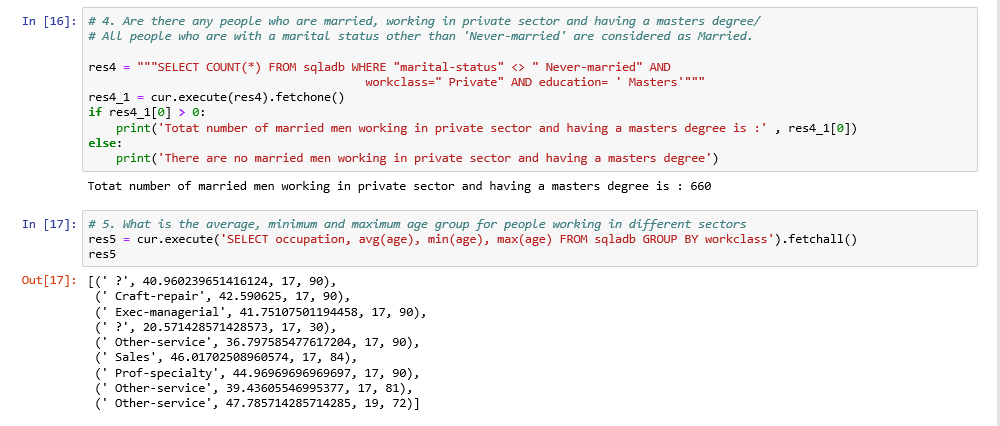 In [16]: # 4. Are there any people who are married, working in private sector and having a masters degree/
# All people who are with a marital status other than 'Never-married' are considered as Married.
res4 = """SELECT COUNT(*) FROM sqladb WHERE "marital-status" <> " Never-married" AND
workclass=" Private" AND education= ' Masters'"""
res4_1 = cur.execute(res4).fetchone()
if res4_1[0] > 0:
    print('Totat number of married men working in private sector and having a masters degree is :' , res4_1[0])
else:
    print('There are no married men working in private sector and having a masters degree')
Totat number of married men working in private sector and having a masters degree is : 660
In [17]: # 5. What is the average, minimum and maximum age group for people working in different sectors
res5 = cur.execute('SELECT occupation, avg(age), min(age), max(age) FROM sqladb GROUP BY workclass').fetchall()
res5
Out[17]: [(' ?', 40.960239651416124, 17, 90),
(' Craft-repair', 42.590625, 17, 90),
(' Exec-managerial', 41.75107501194458, 17, 90),
(' ?', 20.571428571428573, 17, 30),
(' Other-service', 36.797585477617204, 17, 90),
(' Sales', 46.01702508960574, 17, 84),
(' Prof-specialty', 44.96969696969697, 17, 90),
(' Other-service', 39.43605546995377, 17, 81),
(' Other-service', 47.785714285714285, 19, 72)]